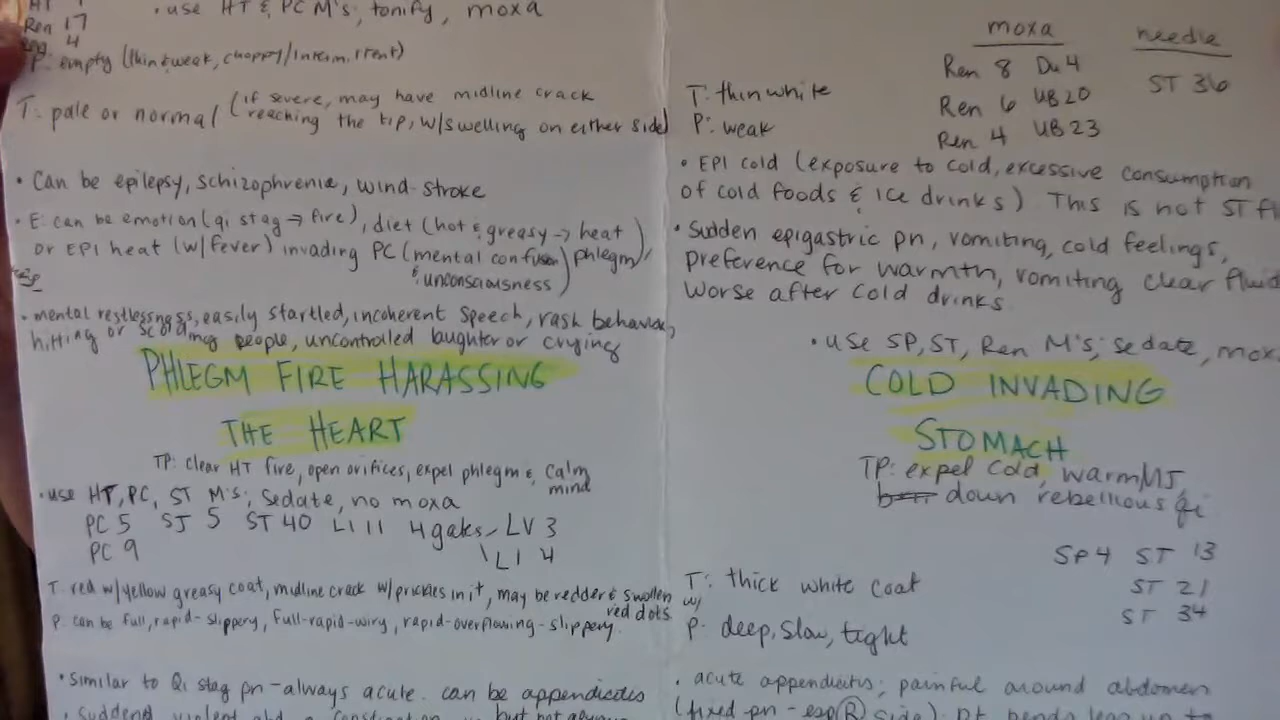 HT
Ren 17
• use HT & PC M's; tonify, moxa
P: empty (thin & weak, choppy/intermittent)
T: pale or normal (if severe, may have midline crack
reaching the tip, w/swelling on either side)
• Can be epilepsy, schizophrenia, wind-stroke
• E: can be emotion (qi stag → fire), diet (hot & greasy → heat
or EPI heat (w/fever) invading PC (mental confusion phlegm),
& unconsciousness)
• mental restlessness, easily startled, incoherent speech, rash behavior,
hitting or scolding people, uncontrolled laughter or crying
PHLEGM FIRE HARASSING
THE HEART
TP: clear HT fire, open orifices, expel phlegm & calm
mind
• use HT, PC, ST M's; sedate, no moxa
PC 5 SJ 5 ST 40 LI 11 4 gates - LV 3
PC 9 \ LI 4
T: red w/yellow greasy coat, midline crack w/prickles in it, may be redder & swollen
w/ red dots
P: can be full, rapid-slippery, full-rapid-wiry, rapid-overflowing-slippery.
• Similar to Qi stag pn - always acute. can be appendicitis
moxa needle
Ren 8 Du 4 ST 36
Ren 6 UB 20
Ren 4 UB 23
T: thin white
P: weak
• EPI cold (exposure to cold, excessive consumption
of cold foods & ice drinks) This is not ST
• Sudden epigastric pn, vomiting, cold feelings,
preference for warmth, vomiting clear fluid
worse after cold drinks
• use SP, ST, Ren M's; sedate, mox
COLD INVADING
STOMACH
TP: expel cold, warm MJ
down rebellious Qi
SP 4 ST 13
ST 21
ST 34
T: thick white coat
P: deep, slow, tight
• acute appendicitis; painful around abdomen
(fixed pn - esp (R) side).